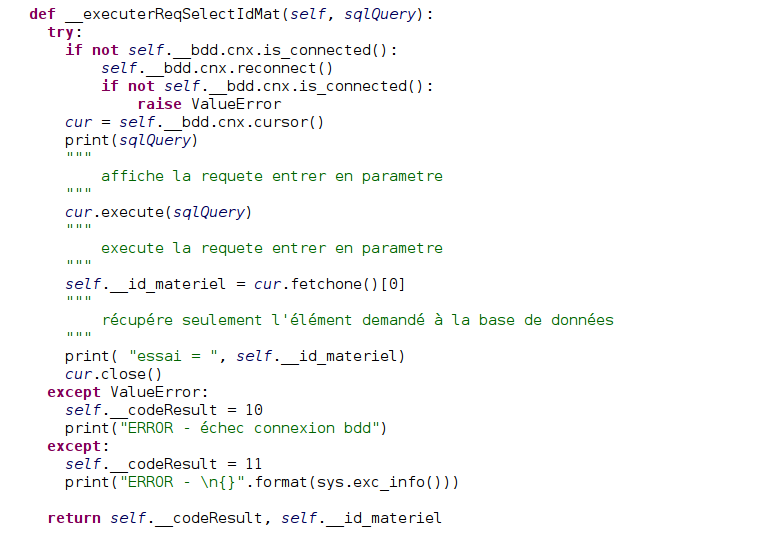 def __executerReqSelectIdMat(self, sqlQuery):
try:
if not self.__bdd.cnx.is_connected():
self.__bdd.cnx.reconnect()
if not self.__bdd.cnx.is_connected():
raise ValueError
cur = self.__bdd.cnx.cursor()
print(sqlQuery)
"""
affiche la requete entrer en parametre
"""
cur.execute(sqlQuery)
"""
execute la requete entrer en parametre
"""
self.__id_materiel = cur.fetchone()[0]
"""
récupére seulement l'élément demandé à la base de données
"""
print( "essai = ", self.__id_materiel)
cur.close()
except ValueError:
self.__codeResult = 10
print("ERROR - échec connexion bdd")
except:
self.__codeResult = 11
print("ERROR - \n{}".format(sys.exc_info()))
return self.__codeResult, self.__id_materiel